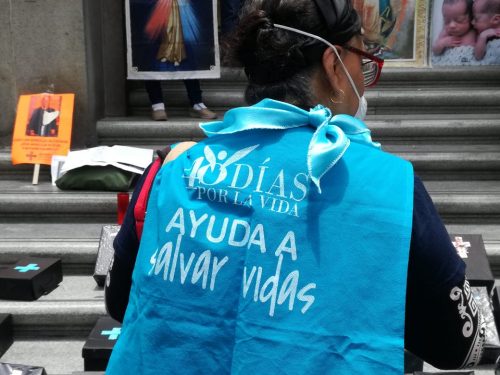 40 DÍAS
POR LA VIDA
AYUDA A
salvar vidas